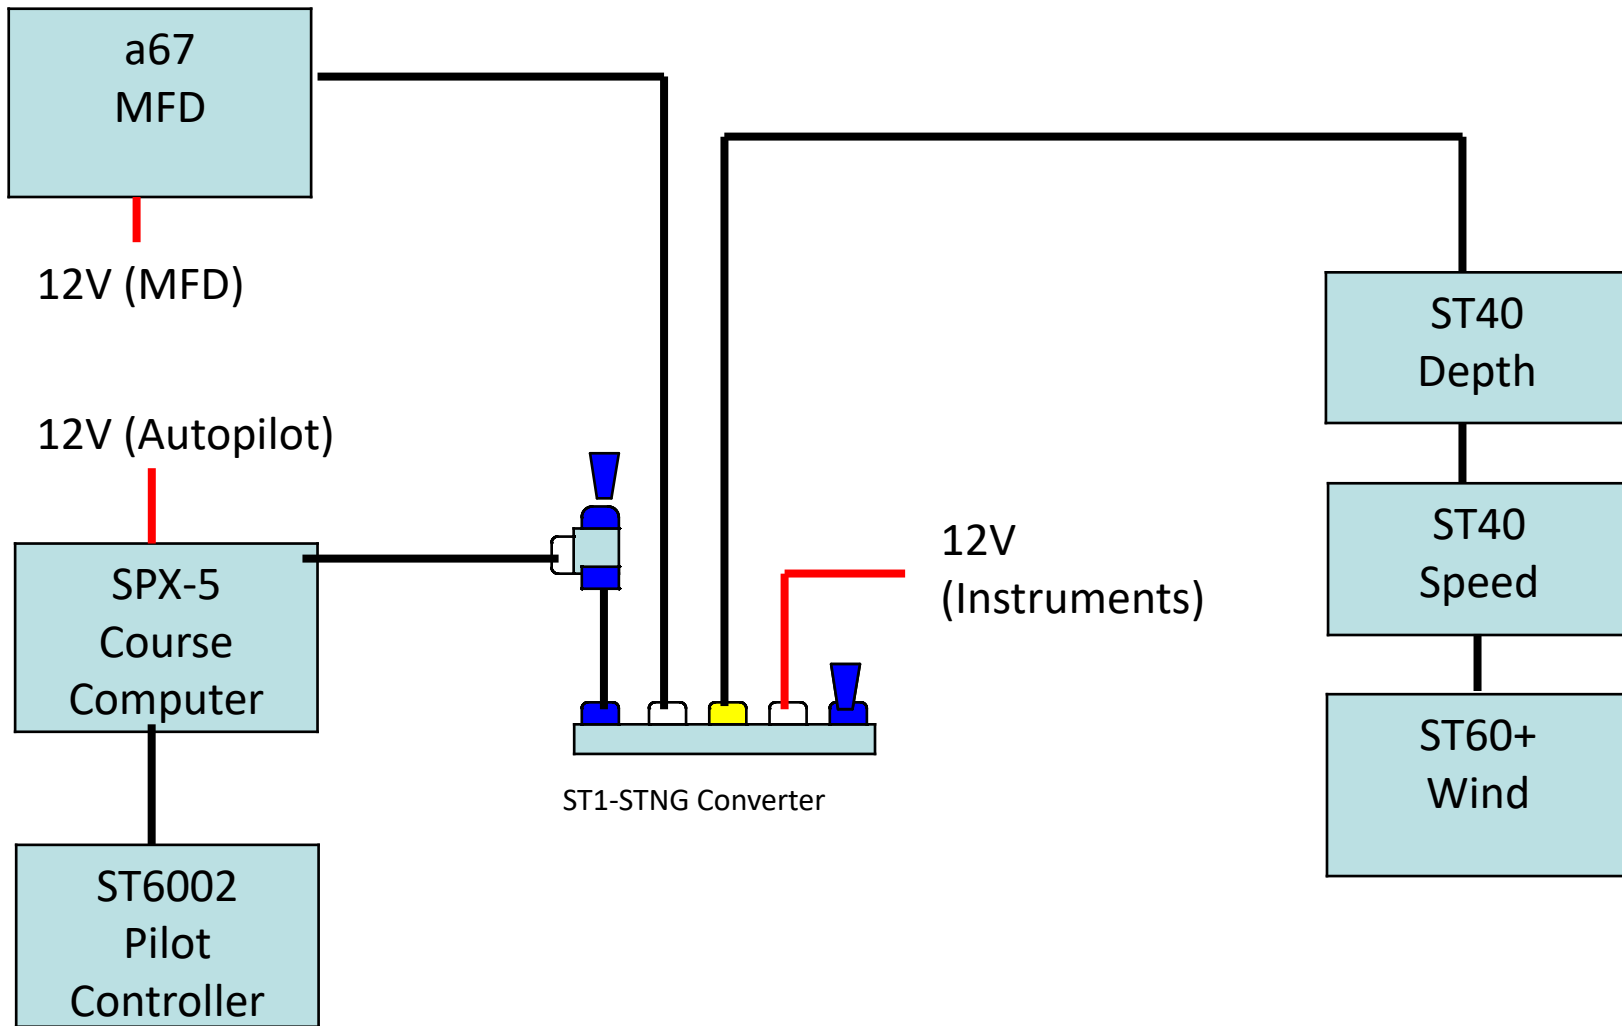 a67
MFD
12V (MFD)
12V (Autopilot)
SPX-5
Course
Computer
ST6002
Pilot
Controller
12V
(Instruments)
ST1-STNG Converter
ST40
Depth
ST40
Speed
ST60+
Wind